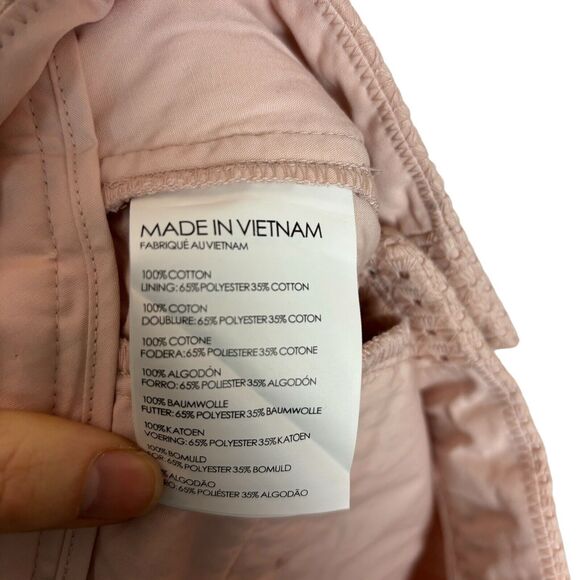 MADE IN VIETNAM
FABRIQUÉ AU VIETNAM
100% COTTON
LINING: 65% POLYESTER 35% COTTON
100% COTON
DOUBLURE: 65% POLYESTER 35% COTON
100% COTONE
FODERA: 65% POLIESTERE 35% COTONE
100% ALGODÓN
FORRO: 65% POLIÉSTER 35% ALGODÓN
100% BAUMWOLLE
FUTTER: 65% POLYESTER 35% BAUMWOLLE
100% KATOEN
VOERING: 65% POLYESTER 35% KATOEN
100% BOMULD
65% POLYESTER 35% BOMULD
ALGODÃO
65% POLIÉSTER 35% ALGODÃO